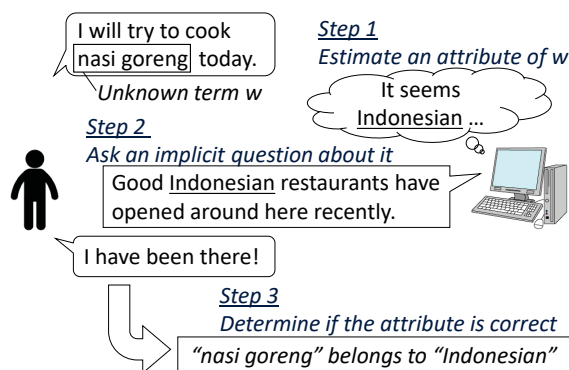 I will try to cook
nasi goreng today.
Unknown term w
Step 1
Estimate an attribute of w
It seems
Indonesian ...
Step 2
Ask an implicit question about it
Good Indonesian restaurants have
opened around here recently.
I have been there!
Step 3
Determine if the attribute is correct
"nasi goreng" belongs to "Indonesian"